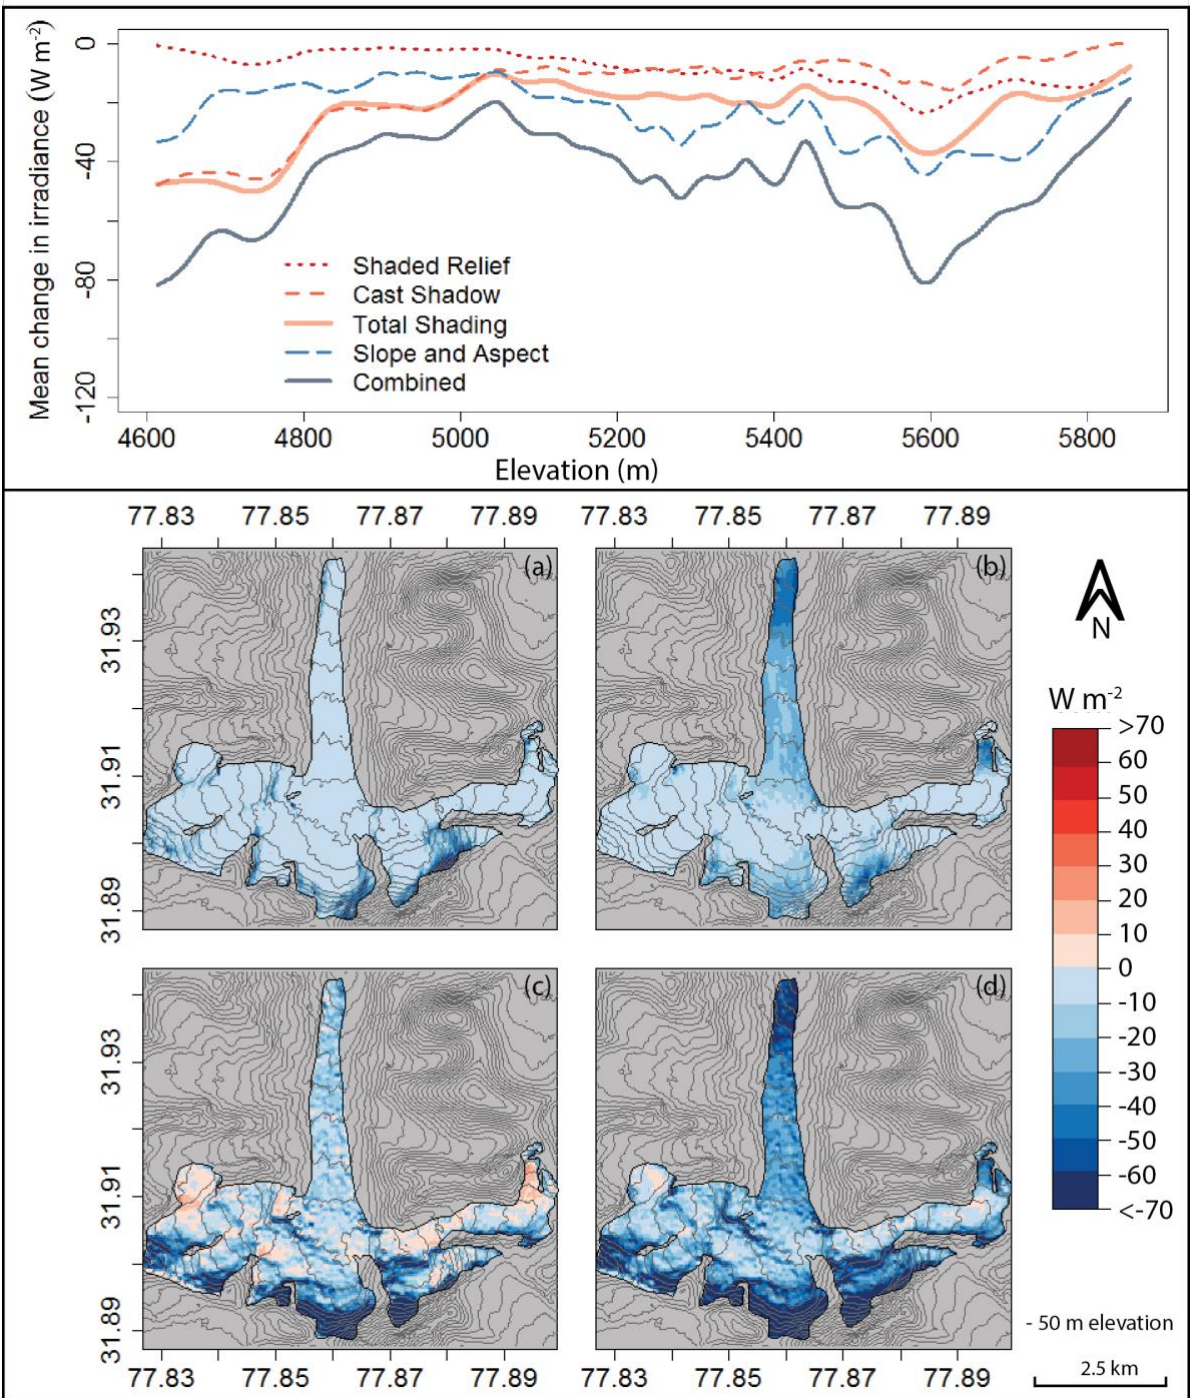 Mean change in irradiance (W m-2)
0
-40
-80
-120
Shaded Relief
Cast Shadow
Total Shading
Slope and Aspect
Combined
4600 4800 5000 5200 5400 5600 5800
Elevation (m)
77.83 77.85 77.87 77.89 77.83 77.85 77.87 77.89
(a) (b)
31.93
31.91
31.89
N
W m-2
>70
60
50
40
30
20
10
0
-10
-20
-30
-40
-50
-60
<-70
(c) (d)
31.93
31.91
31.89
77.83 77.85 77.87 77.89 77.83 77.85 77.87 77.89
- 50 m elevation
2.5 km